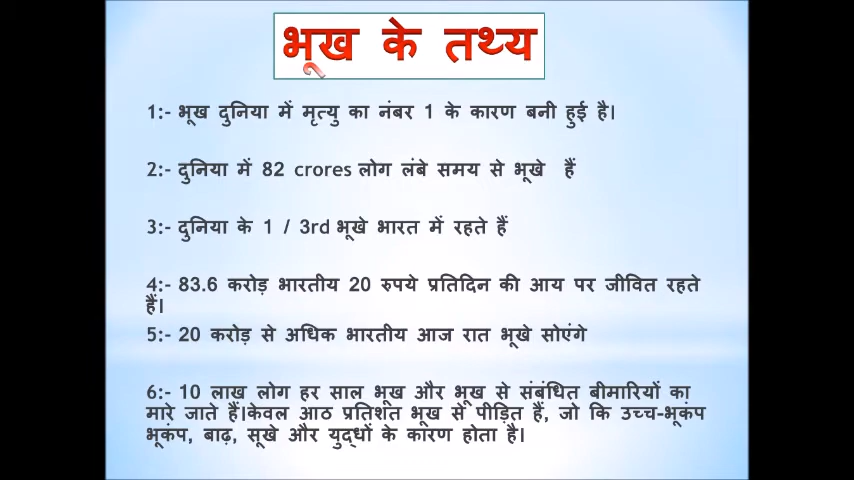 भूख के तथ्य
1:- भूख दुनिया में मृत्यु का नंबर 1 के कारण बनी हुई है।
2:- दुनिया में 82 crores लोग लंबे समय से भूखे हैं
3:- दुनिया के 1 / 3rd भूखे भारत में रहते हैं
4:- 83.6 करोड़ भारतीय 20 रुपये प्रतिदिन की आय पर जीवित रहते
हैं।
5:- 20 करोड़ से अधिक भारतीय आज रात भूखे सोएंगे
6:- 10 लाख लोग हर साल भूख और भूख से संबंधित बीमारियों का
मारे जाते हैं।केवल आठ प्रतिशत भूख से पीड़ित हैं, जो कि उच्च-भूकंप
भूकंप, बाढ़, सूखे और युद्धों के कारण होता है।